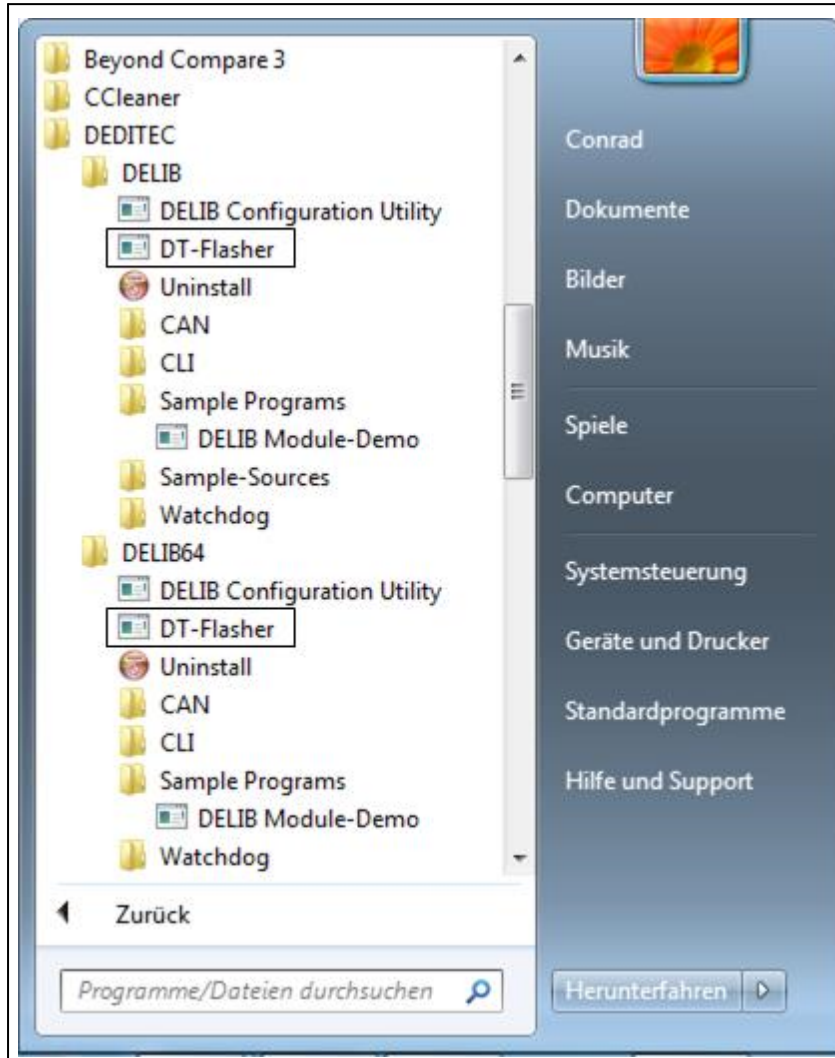 Beyond Compare 3
CCleaner
DEDITEC
DELIB
DELIB Configuration Utility
DT-Flasher
Uninstall
CAN
CLI
Sample Programs
DELIB Module-Demo
Sample-Sources
Watchdog
DELIB64
DELIB Configuration Utility
DT-Flasher
Uninstall
CAN
CLI
Sample Programs
DELIB Module-Demo
Watchdog
Zurück
Programme/Dateien durchsuchen
Conrad
Dokumente
Bilder
Musik
Spiele
Computer
Systemsteuerung
Geräte und Drucker
Standardprogramme
Hilfe und Support
Herunterfahren